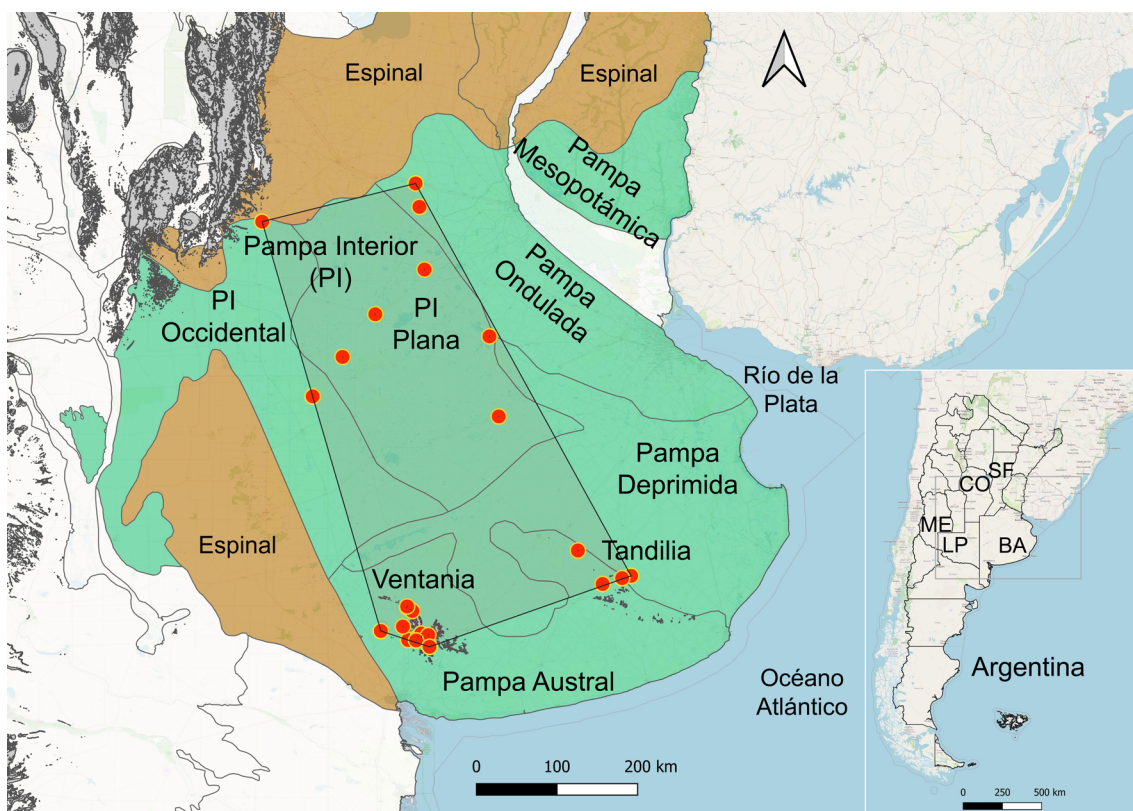 Espinal
Espinal
Pampa
Mesopotámica
Pampa Interior
(PI)
Pampa
Ondulada
PI
Occidental
PI
Plana
Río de la
Plata
Pampa
Deprimida
Espinal
Tandilia
Ventania
Pampa Austral
Océano
Atlántico
0 100 200 km
SF
CO
ME
LP
BA
Argentina
0 250 500 km